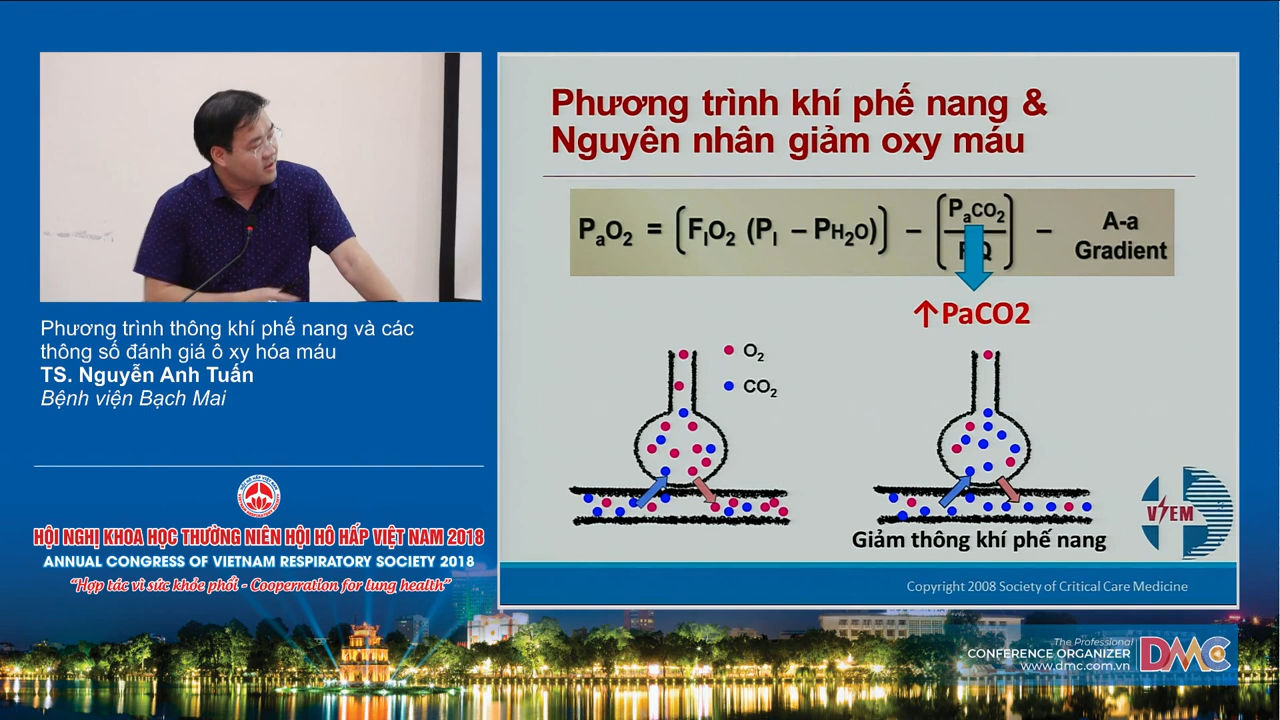 Phương trình khí phế nang &
Nguyên nhân giảm oxy máu
PaO2 = (FIO2 (PI – PH2O)) – (PaCO2) – A-a Gradient
↑PaCO2
O2
CO2
Giảm thông khí phế nang
VSEM
Copyright 2008 Society of Critical Care Medicine
Phương trình thông khí phế nang và các
thông số đánh giá ô xy hóa máu
TS. Nguyễn Anh Tuấn
Bệnh viện Bạch Mai
HỘI NGHỊ KHOA HỌC THƯỜNG NIÊN HỘI HÔ HẤP VIỆT NAM 2018
ANNUAL CONGRESS OF VIETNAM RESPIRATORY SOCIETY 2018
“Hợp tác vì sức khỏe phổi - Cooperration for lung health”
The Professional
CONFERENCE ORGANIZER
www.dmc.com.vn
DMC